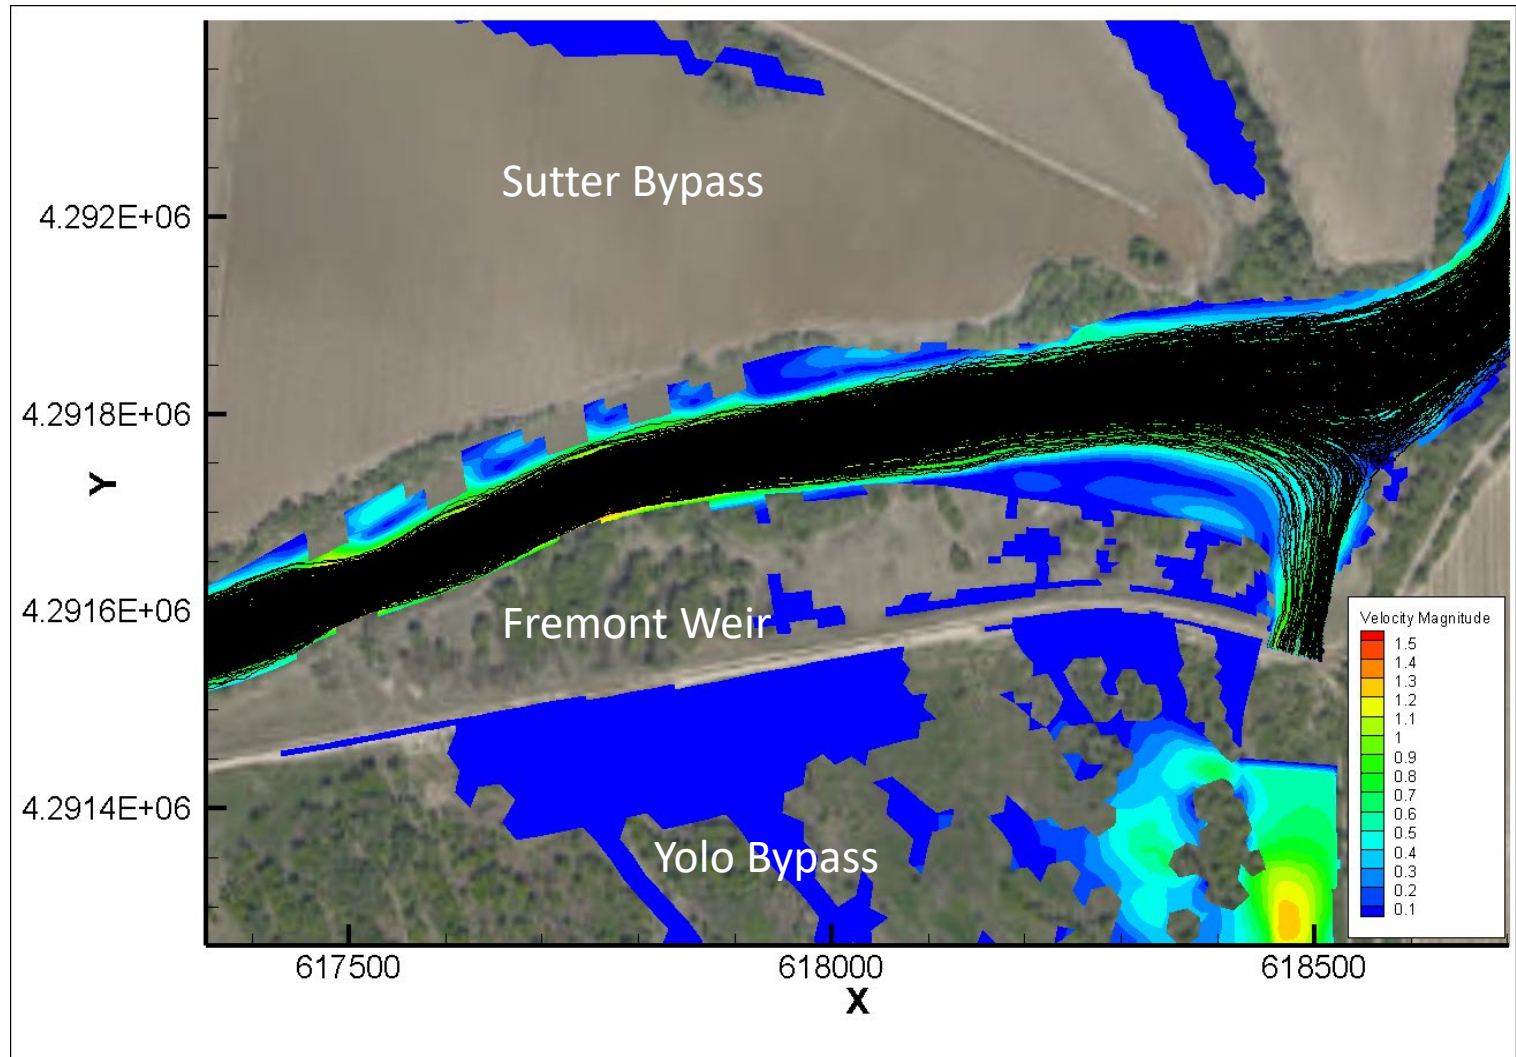 Sutter Bypass
4.292E+06
4.2918E+06
Y
4.2916E+06
Fremont Weir
4.2914E+06
Yolo Bypass
Velocity Magnitude
1.5
1.4
1.3
1.2
1.1
1
0.9
0.8
0.7
0.6
0.5
0.4
0.3
0.2
0.1
617500
618000
618500
X